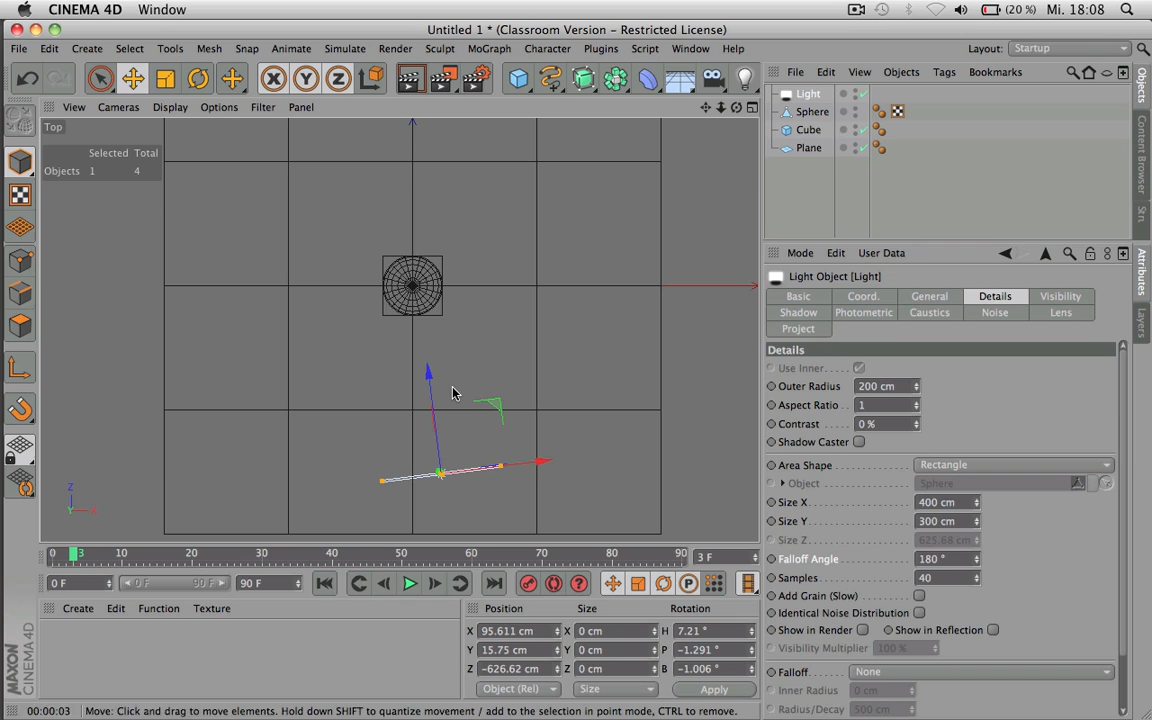 CINEMA 4D Window (20 %) Mi. 18:08
Untitled 1 * (Classroom Version - Restricted License)
File Edit Create Select Tools Mesh Snap Animate Simulate Render Sculpt MoGraph Character Plugins Script Window Help Layout: Startup
X Y Z
File Edit View Objects Tags Bookmarks
View Cameras Display Options Filter Panel
Top
Selected Total
Objects 1 4
Light
Sphere
Cube
Plane
Objects
Content Browser
Str
Mode Edit User Data
Attributes
Layers
Light Object [Light]
Basic Coord. General Details Visibility
Shadow Photometric Caustics Noise Lens
Project
Details
Use Inner
Outer Radius 200 cm
Aspect Ratio 1
Contrast 0 %
Shadow Caster
Area Shape Rectangle
Object Sphere
Size X 400 cm
Size Y 300 cm
Size Z 625.68 cm
Falloff Angle 180 °
Samples 40
Add Grain (Slow)
Identical Noise Distribution
Show in Render Show in Reflection
Visibility Multiplier 100 %
Falloff None
Inner Radius 0 cm
Radius/Decay 500 cm
Z
X
0 3 10 20 30 40 50 60 70 80 90 3 F
0 F 0 F 90 F 90 F P
Create Edit Function Texture
Position Size Rotation
X 95.611 cm X 0 cm H 7.21 °
Y 15.75 cm Y 0 cm P -1.291 °
Z -626.62 cm Z 0 cm B -1.006 °
Object (Rel) Size Apply
MAXON CINEMA 4D
00:00:03 Move: Click and drag to move elements. Hold down SHIFT to quantize movement / add to the selection in point mode, CTRL to remove.